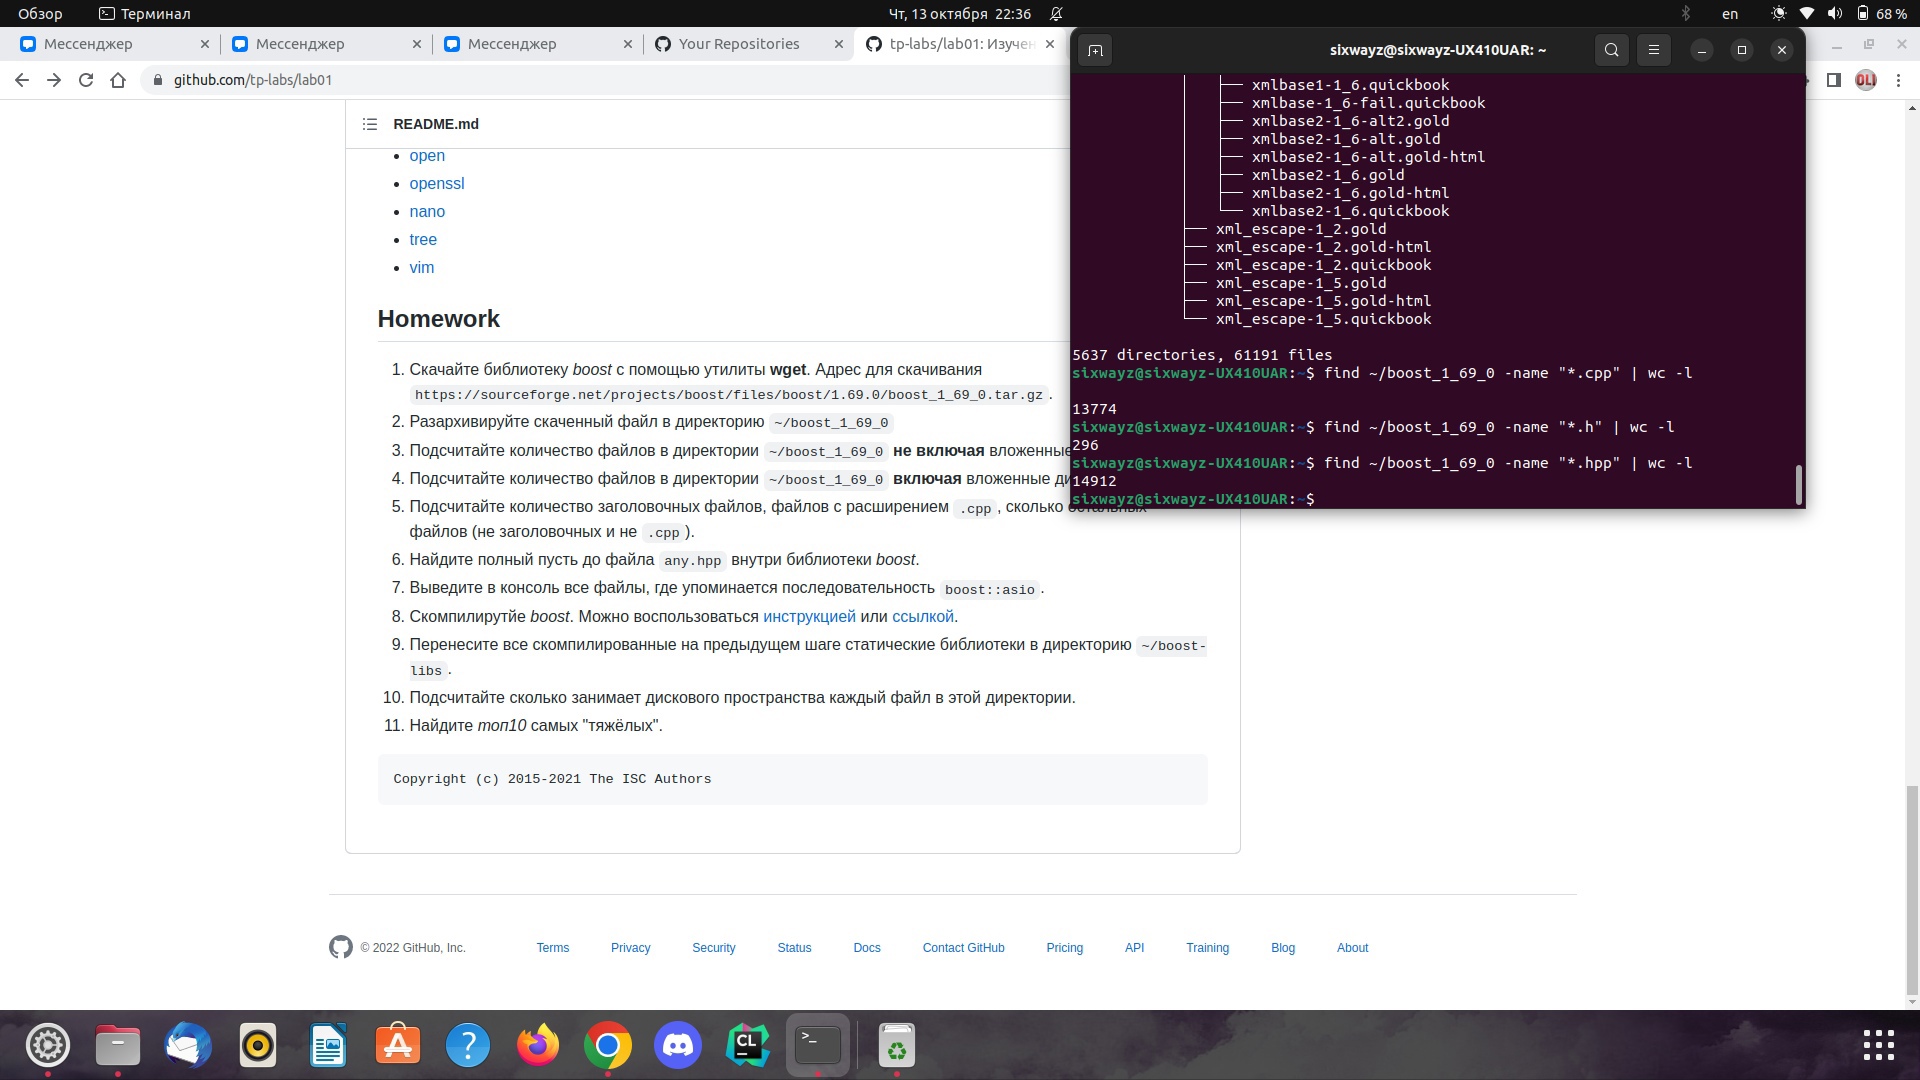 Обзор
Терминал
Чт, 13 октября 22:36
en
68 %
Мессенджер
Мессенджер
Мессенджер
Your Repositories
tp-labs/lab01: Изучен
github.com/tp-labs/lab01
README.md
open
openssl
nano
tree
vim
Homework
1. Скачайте библиотеку boost с помощью утилиты wget. Адрес для скачивания
https://sourceforge.net/projects/boost/files/boost/1.69.0/boost_1_69_0.tar.gz .
2. Разархивируйте скаченный файл в директорию ~/boost_1_69_0
3. Подсчитайте количество файлов в директории ~/boost_1_69_0 не включая вложенные
4. Подсчитайте количество файлов в директории ~/boost_1_69_0 включая вложенные ди
5. Подсчитайте количество заголовочных файлов, файлов с расширением .cpp, сколько остальных
файлов (не заголовочных и не .cpp).
6. Найдите полный пусть до файла any.hpp внутри библиотеки boost.
7. Выведите в консоль все файлы, где упоминается последовательность boost::asio.
8. Скомпилирутйе boost. Можно воспользоваться инструкцией или ссылкой.
9. Перенесите все скомпилированные на предыдущем шаге статические библиотеки в директорию ~/boost-
libs.
10. Подсчитайте сколько занимает дискового пространства каждый файл в этой директории.
11. Найдите топ10 самых "тяжёлых".
Copyright (c) 2015-2021 The ISC Authors
© 2022 GitHub, Inc.
Terms
Privacy
Security
Status
Docs
Contact GitHub
Pricing
API
Training
Blog
About
sixwayz@sixwayz-UX410UAR: ~
xmlbase1-1_6.quickbook
xmlbase-1_6-fail.quickbook
xmlbase2-1_6-alt2.gold
xmlbase2-1_6-alt.gold
xmlbase2-1_6-alt.gold-html
xmlbase2-1_6.gold
xmlbase2-1_6.gold-html
xmlbase2-1_6.quickbook
xml_escape-1_2.gold
xml_escape-1_2.gold-html
xml_escape-1_2.quickbook
xml_escape-1_5.gold
xml_escape-1_5.gold-html
xml_escape-1_5.quickbook
5637 directories, 61191 files
sixwayz@sixwayz-UX410UAR:~$ find ~/boost_1_69_0 -name "*.cpp" | wc -l
13774
sixwayz@sixwayz-UX410UAR:~$ find ~/boost_1_69_0 -name "*.h" | wc -l
296
sixwayz@sixwayz-UX410UAR:~$ find ~/boost_1_69_0 -name "*.hpp" | wc -l
14912
sixwayz@sixwayz-UX410UAR:~$
CL